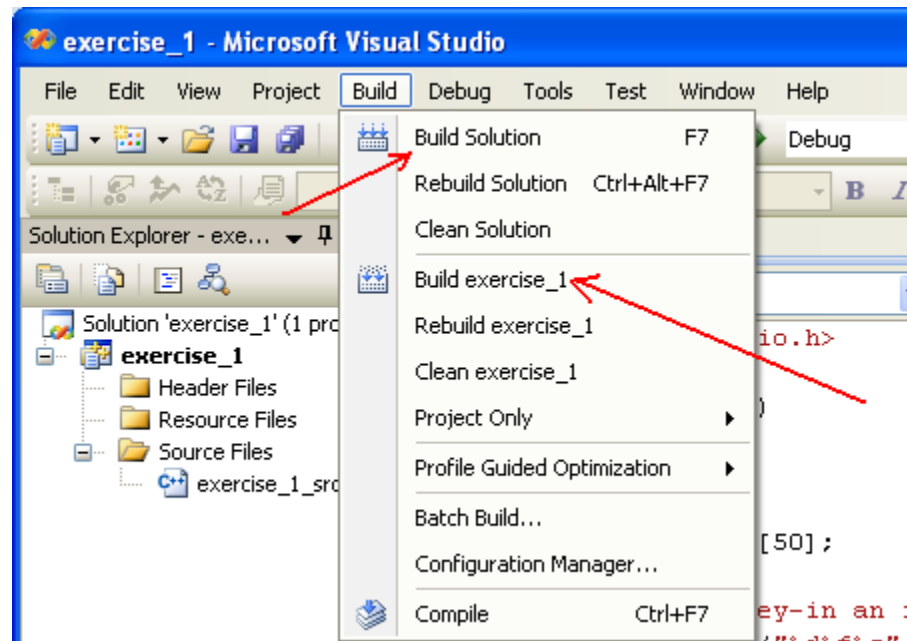 exercise_1 - Microsoft Visual Studio
File Edit View Project Build Debug Tools Test Window Help
Debug
B I
Solution Explorer - exe...
Solution 'exercise_1' (1 pro
exercise_1
Header Files
Resource Files
Source Files
C++ exercise_1_src
Build Solution F7
Rebuild Solution Ctrl+Alt+F7
Clean Solution
Build exercise_1
Rebuild exercise_1
Clean exercise_1
Project Only
Profile Guided Optimization
Batch Build...
Configuration Manager...
Compile Ctrl+F7
io.h>
)
[50];
ey-in an